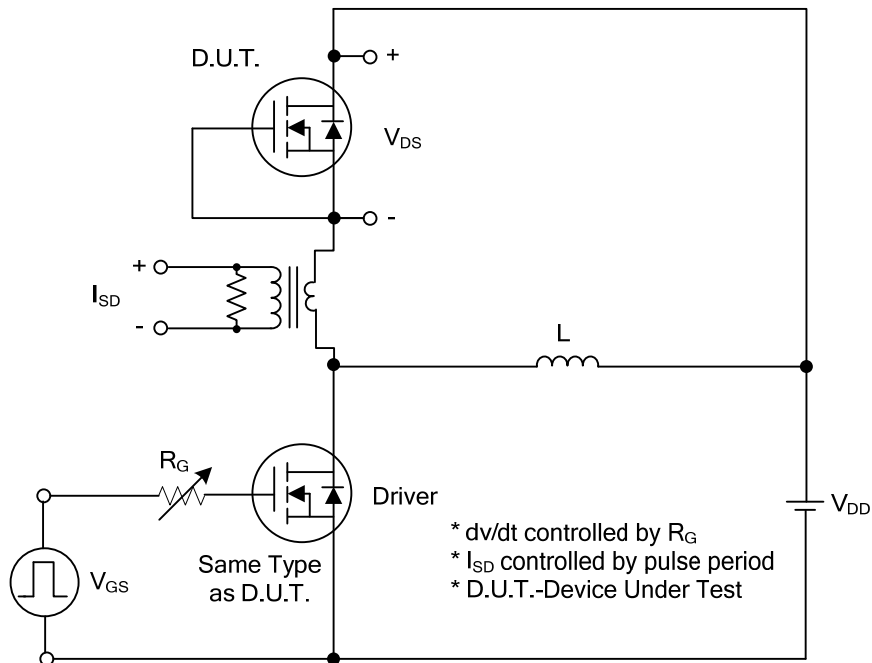 D.U.T.
+
VDS
-
+
ISD
-
L
RG
Driver
VDD
VGS
Same Type
as D.U.T.
* dv/dt controlled by RG
* ISD controlled by pulse period
* D.U.T.-Device Under Test